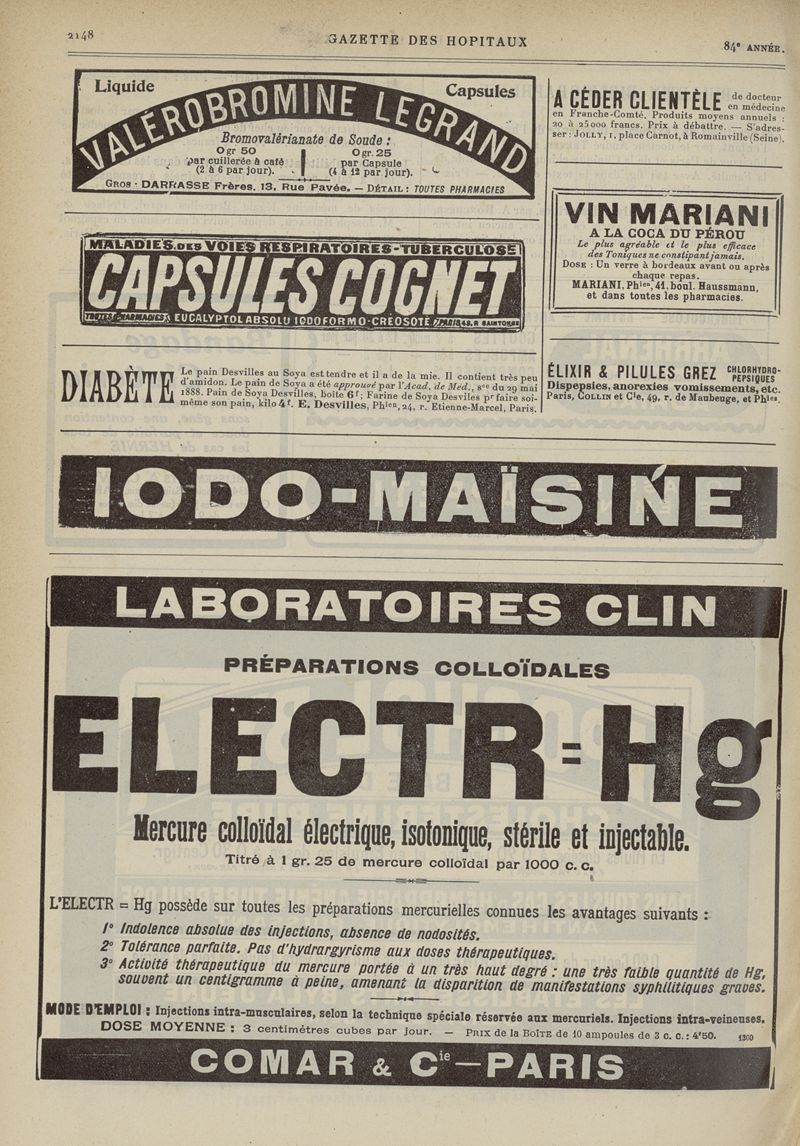 2148
GAZETTE DES HOPITAUX
84e ANNÉE.
Liquide
Capsules
VALÉROBROMINE LEGRAND
Bromovalérianate de Soude :
0 gr 50
par cuillerée à café
(2 à 6 par jour).
0 gr. 25
par Capsule
(4 à 12 par jour).
GROS : DARRASSE Frères, 13, Rue Pavée. — DÉTAIL : TOUTES PHARMACIES
MALADIES DES VOIES RESPIRATOIRES-TUBERCULOSE
CAPSULES COGNET
TOUTES PHARMACIES EUCALYPTOL ABSOLU IODOFORMO-CRÉOSOTÉ PARIS, 43, R. SAINTONGE
DIABÈTE
Le pain Desvilles au Soya est tendre et il a de la mie. Il contient très peu
d'amidon. Le pain de Soya a été approuvé par l'Acad. de Méd., sce du 29 mai
1888. Pain de Soya Desvilles, boîte 6f; Farine de Soya Desviles pr faire soi-
même son pain, kilo 4f. E. Desvilles, Phien, 24, r. Etienne-Marcel, Paris.
A CÉDER CLIENTÈLE de docteur
en médecine
en Franche-Comté. Produits moyens annuels :
20 à 25000 francs. Prix à débattre. — S'adres-
ser : JOLLY, 1, place Carnot, à Romainville (Seine).
VIN MARIANI
A LA COCA DU PÉROU
Le plus agréable et le plus efficace
des Toniques ne constipant jamais.
DOSE : Un verre à bordeaux avant ou après
chaque repas.
MARIANI, Phien, 41, boul. Haussmann,
et dans toutes les pharmacies.
ÉLIXIR & PILULES GREZ CHLORHYDRO-
PEPSIQUES
Dispepsies, anorexies vomissements, etc.
Paris, COLLIN et Cie, 49, r. de Maubeuge, et Phies.
IODO-MAÏSINE
LABORATOIRES CLIN
PRÉPARATIONS COLLOÏDALES
ELECTR=Hg
Mercure colloïdal électrique, isotonique, stérile et injectable.
Titré à 1 gr. 25 de mercure colloïdal par 1000 c. c.
L'ELECTR = Hg possède sur toutes les préparations mercurielles connues les avantages suivants :
1° Indolence absolue des injections, absence de nodosités.
2° Tolérance parfaite. Pas d'hydrargyrisme aux doses thérapeutiques.
3° Activité thérapeutique du mercure portée à un très haut degré : une très faible quantité de Hg,
souvent un centigramme à peine, amenant la disparition de manifestations syphilitiques graves.
MODE D'EMPLOI : Injections intra-musculaires, selon la technique spéciale réservée aux mercuriels. Injections intra-veineuses.
DOSE MOYENNE : 3 centimètres cubes par jour. — PRIX de la BOÎTE de 10 ampoules de 3 c. c. : 4f50. 1300
COMAR & Cie—PARIS